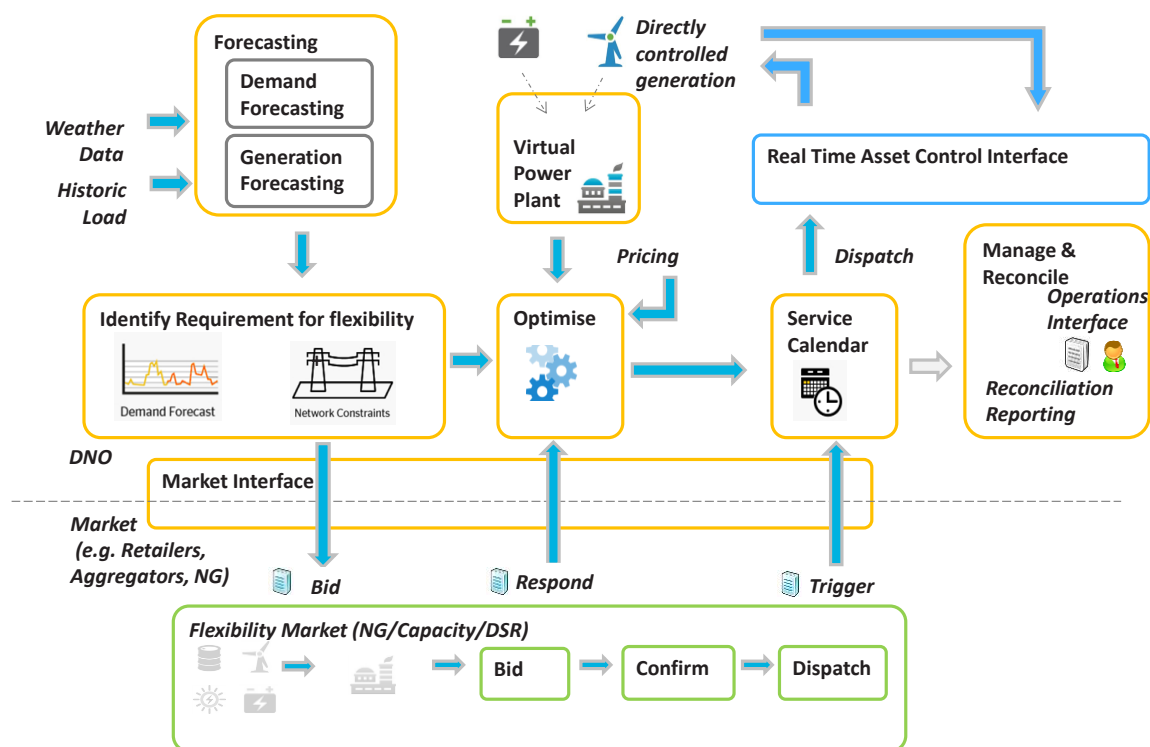 Forecasting
Demand
Forecasting
Generation
Forecasting
Weather
Data
Historic
Load
Directly
controlled
generation
Virtual
Power
Plant
Real Time Asset Control Interface
Pricing
Dispatch
Manage &
Reconcile
Operations
Interface
Reconciliation
Reporting
Identify Requirement for flexibility
Demand Forecast
Network Constraints
Optimise
Service
Calendar
DNO
Market Interface
Market
(e.g. Retailers,
Aggregators, NG)
Bid
Respond
Trigger
Flexibility Market (NG/Capacity/DSR)
Bid
Confirm
Dispatch